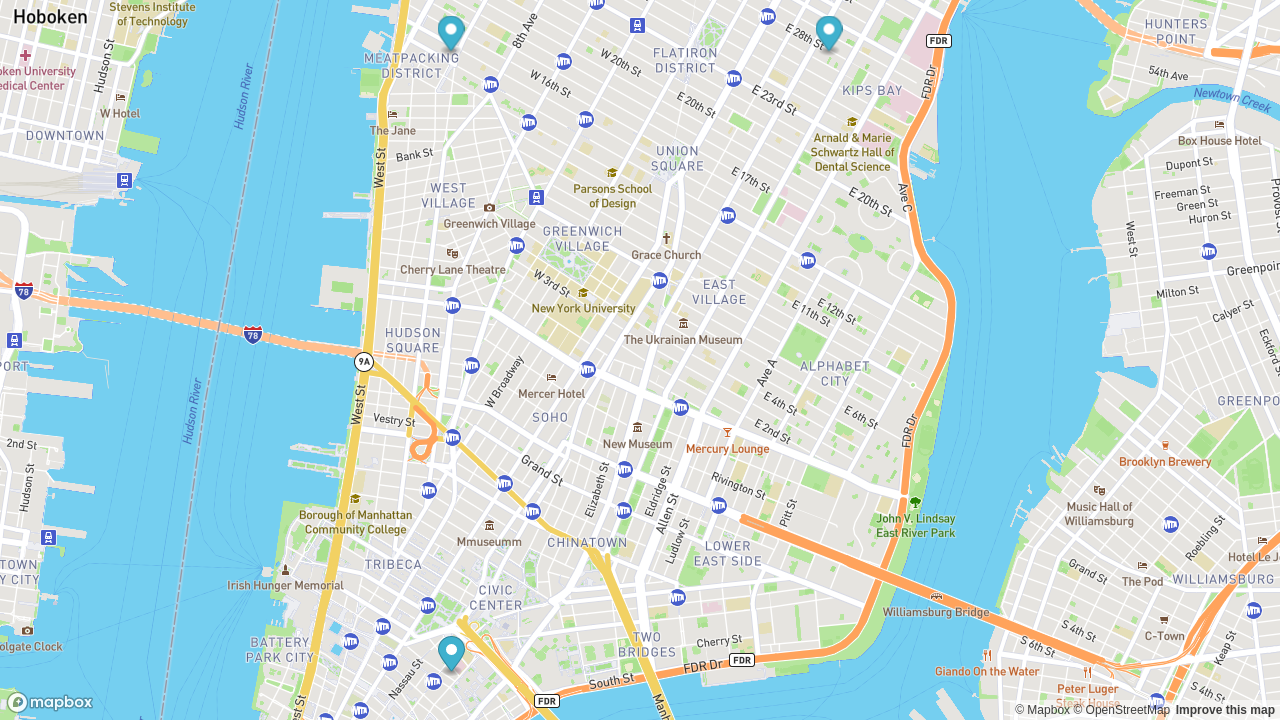 Hoboken
Stevens Institute
of Technology
Hudson St
oken University
edical Center
W Hotel
DOWNTOWN
Hudson River
MEATPACKING
DISTRICT
8th Ave
W 16th St
W 20th St
FLATIRON
DISTRICT
E 28th St
FDR
HUNTERS
POINT
54th Ave
Newtown Creek
KIPS BAY
FDR Dr
E 23rd St
E 20th St
The Jane
Bank St
West St
Box House Hotel
Arnald & Marie
Schwartz Hall of
Dental Science
UNION
SQUARE
E 17th St
Parsons School
of Design
WEST
VILLAGE
Greenwich Village
GREENWICH
VILLAGE
Grace Church
E 20th St
Ave C
Dupont St
Freeman St
Green St
Huron St
Provost St
West St
Cherry Lane Theatre
W 3rd St
New York University
EAST
VILLAGE
E 12th St
E 11th St
Greenpoin
Milton St
Calyer St
Eckford S
78
78
PORT
9A
HUDSON
SQUARE
The Ukrainian Museum
ALPHABET
CITY
Ave A
W Broadway
Mercer Hotel
SOHO
West St
Vestry St
Hudson River
E 4th St
E 6th St
E 2nd St
FDR Dr
GREENPO
New Museum
Mercury Lounge
2nd St
Hudson St
Grand St
Elizabeth St
Eldridge St
Allen St
Ludlow St
Rivington St
Pitt St
Brooklyn Brewery
Music Hall of
Williamsburg
Borough of Manhattan
Community College
Mmuseumm
CHINATOWN
LOWER
EAST SIDE
John V. Lindsay
East River Park
Roebling St
Hotel Le J
TOWN
Y CITY
TRIBECA
Irish Hunger Memorial
CIVIC
CENTER
Grand St
The Pod
WILLIAMSBURG
Williamsburg Bridge
olgate Clock
BATTERY
PARK CITY
Nassau St
TWO
BRIDGES
Cherry St
FDR Dr
FDR
South St
FDR
S 4th St
S 6th St
C-Town
Keap St
Giando On the Water
Peter Luger
Steak House
S 4th St
est St
Man
mapbox
© Mapbox © OpenStreetMap Improve this map